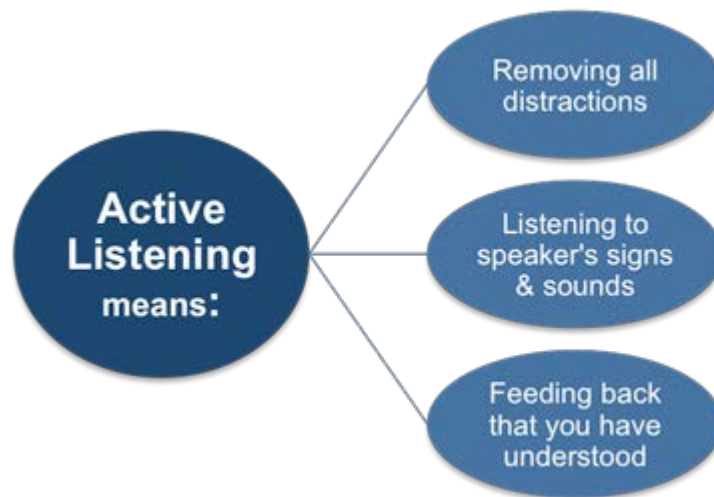 Active
Listening
means:
Removing all
distractions
Listening to
speaker's signs
& sounds
Feeding back
that you have
understood